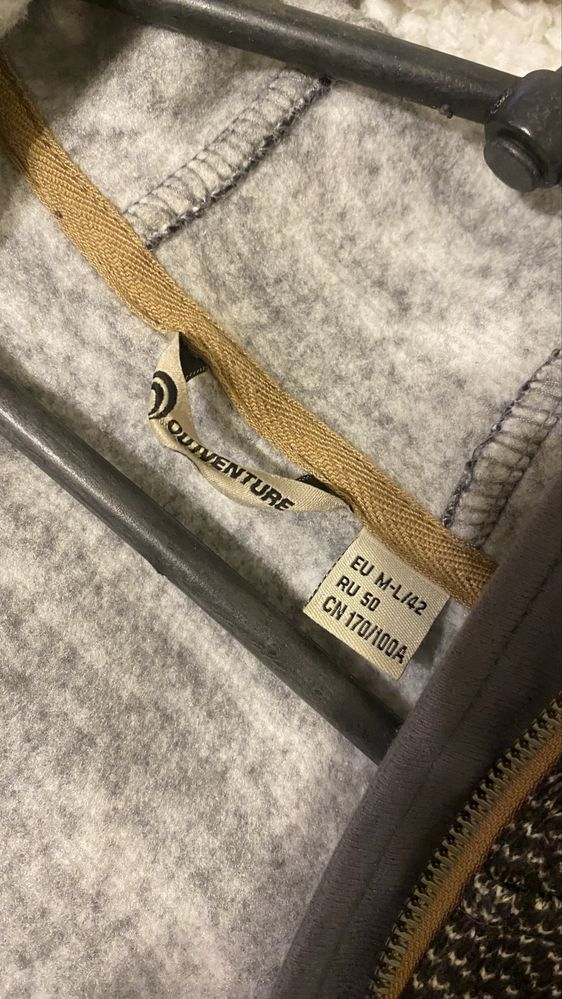 OUTVENTURE
EU M-L/42
RU 50
CN 170/100A